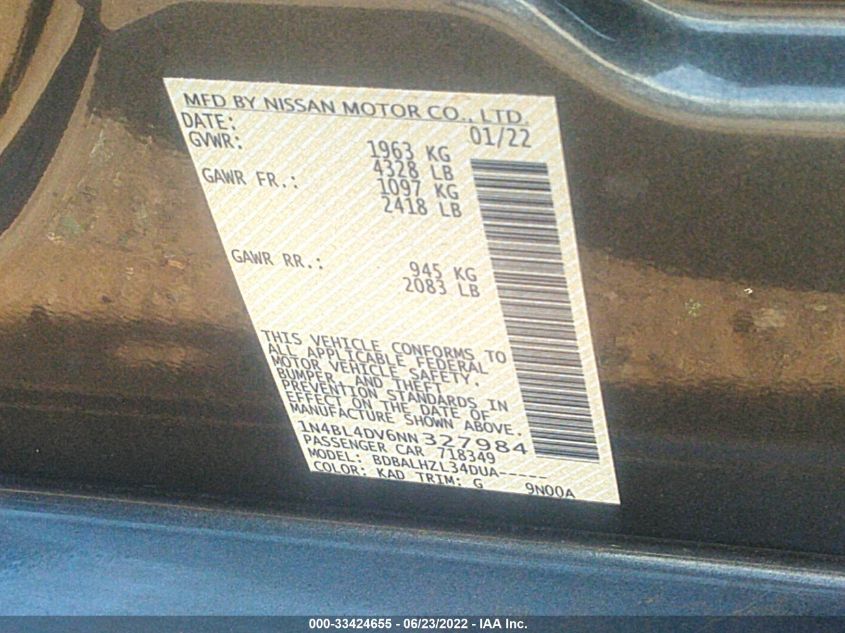 MFD BY NISSAN MOTOR CO., LTD.
DATE: 01/22
GVWR: 1963 KG
4328 LB
GAWR FR.: 1097 KG
2418 LB
GAWR RR.: 945 KG
2083 LB
THIS VEHICLE CONFORMS TO
ALL APPLICABLE FEDERAL
MOTOR VEHICLE SAFETY,
BUMPER, AND THEFT
PREVENTION STANDARDS IN
EFFECT ON THE DATE OF
MANUFACTURE SHOWN ABOVE.
1N4BL4DV6NN 327984
PASSENGER CAR 718349
MODEL: BDBALHZL34DUA-----
COLOR: KAD TRIM: G 9N00A
000-33424655 - 06/23/2022 - IAA Inc.